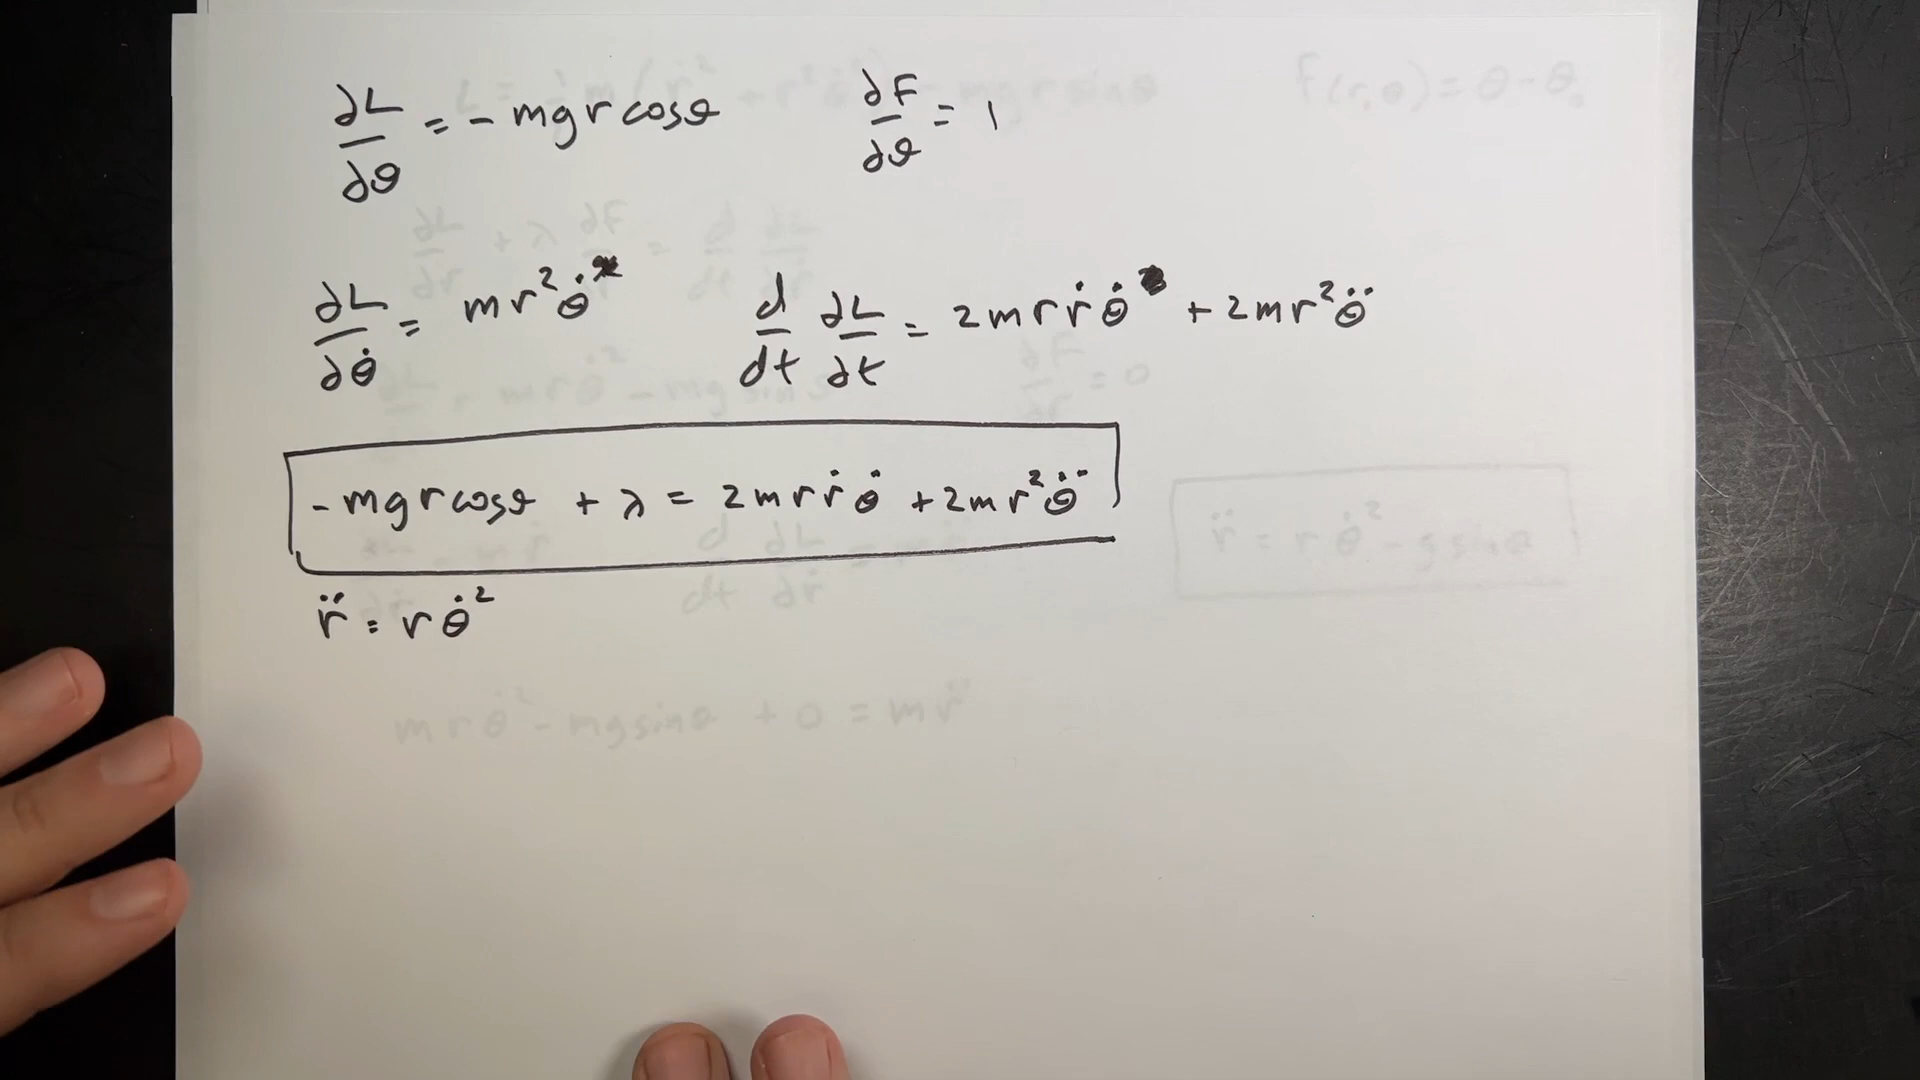 ∂L/∂θ = - mgr cosθ ∂F/∂θ = 1
∂L/∂θ̇ = mr²θ̇ d/dt ∂L/∂t = 2mrṙθ̇ + 2mr²θ̈
- mgr cosθ + λ = 2mrṙθ̇ + 2mr²θ̈
r̈ = rθ̇²